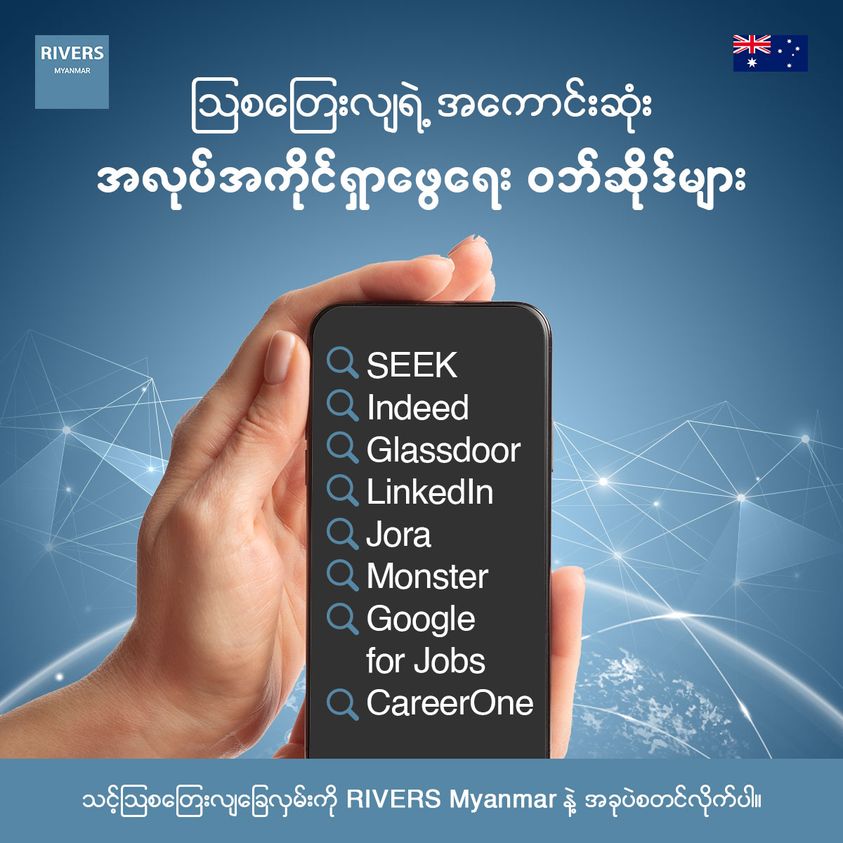 RIVERS
MYANMAR
ဩစတြေးလျရဲ့ အကောင်းဆုံး
အလုပ်အကိုင်ရှာဖွေရေး ဝဘ်ဆိုဒ်များ
SEEK
Indeed
Glassdoor
LinkedIn
Jora
Monster
Google
for Jobs
CareerOne
သင့်ဩစတြေးလျခြေလှမ်းကို RIVERS Myanmar နဲ့ အခုပဲစတင်လိုက်ပါ။